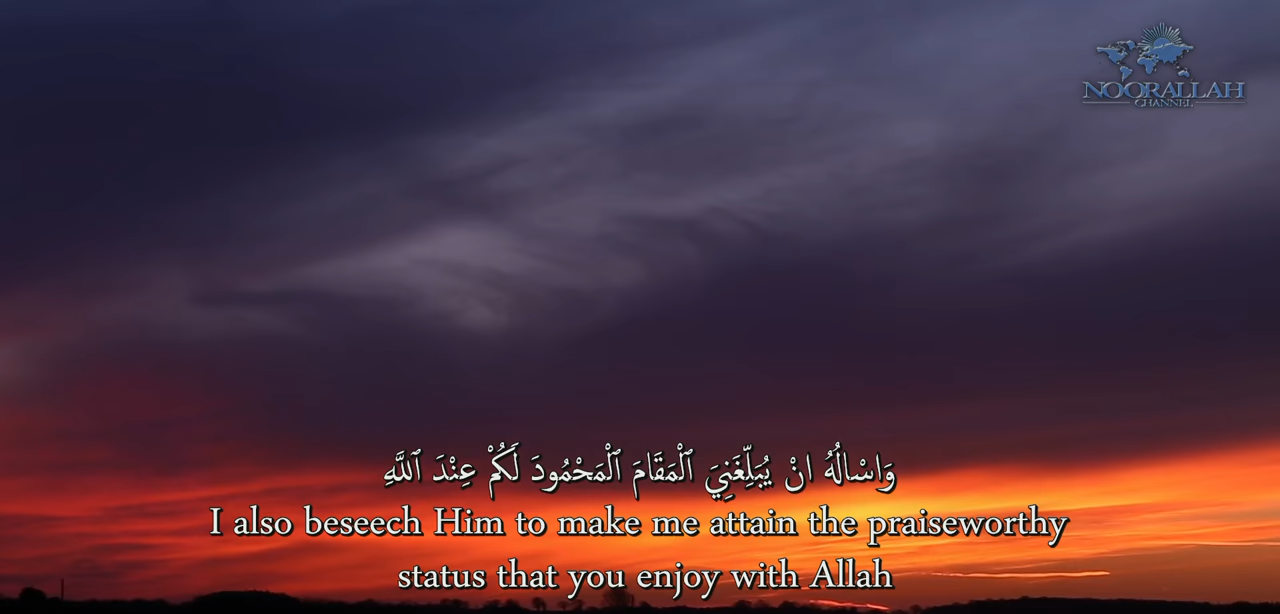 NOORALLAH
CHANNEL
وَاسْالُهُ انْ يُبَلِّغَنِيَ ٱلْمَقَامَ ٱلْمَحْمُودَ لَكُمْ عِنْدَ ٱللَّهِ
I also beseech Him to make me attain the praiseworthy
status that you enjoy with Allah